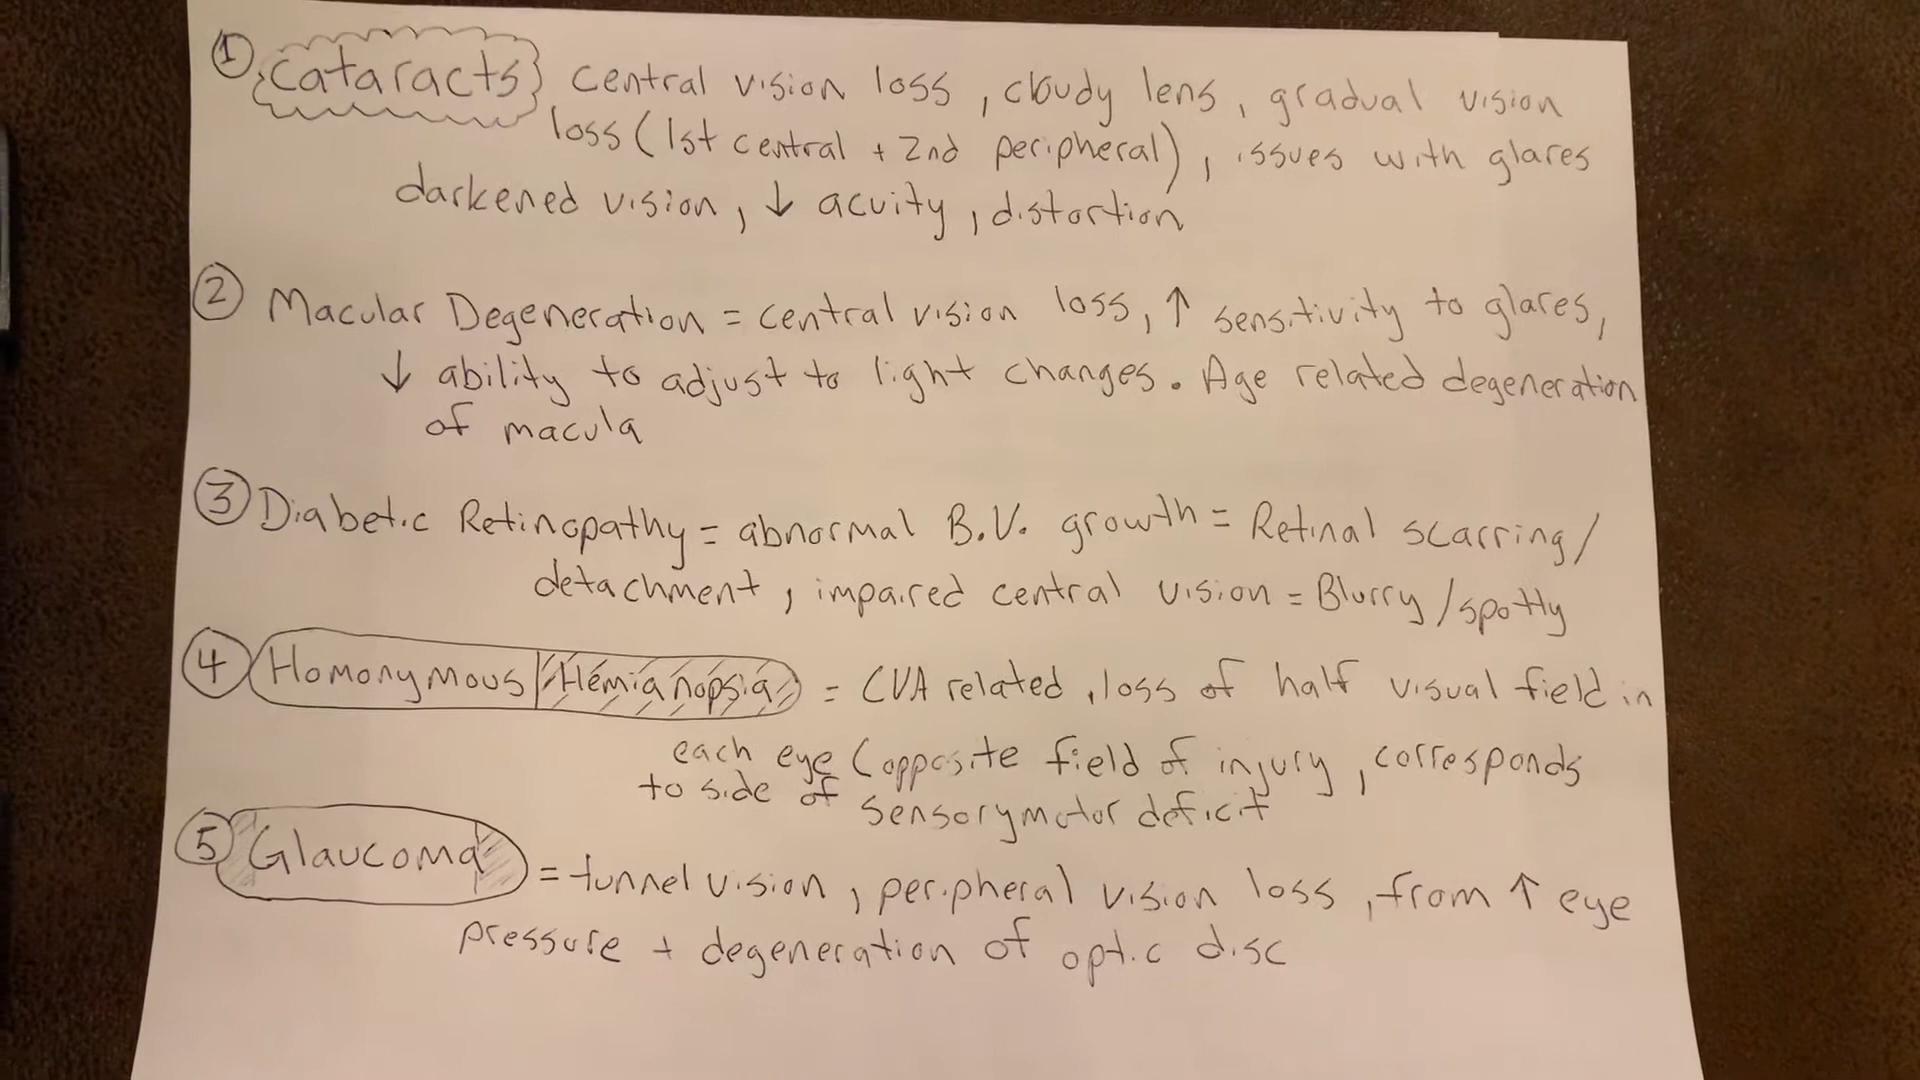 ① Cataracts central vision loss, cloudy lens, gradual vision
loss (1st central + 2nd peripheral), issues with glares
darkened vision, ↓ acuity, distortion
② Macular Degeneration = central vision loss, ↑ sensitivity to glares,
↓ ability to adjust to light changes. Age related degeneration
of macula
③ Diabetic Retinopathy = abnormal B.V. growth = Retinal scarring/
detachment, impaired central vision = Blurry/spotty
④ Homonymous Hemianopsia = CVA related, loss of half visual field in
each eye (opposite field of injury, corresponds
to side of sensorymotor deficit
⑤ Glaucoma = tunnel vision, peripheral vision loss, from ↑ eye
pressure + degeneration of optic disc